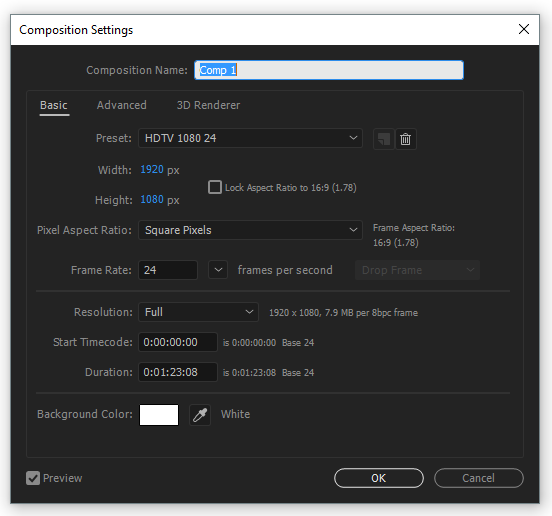 Composition Settings
Composition Name: Comp 1
Basic Advanced 3D Renderer
Preset: HDTV 1080 24
Width: 1920 px
Lock Aspect Ratio to 16:9 (1.78)
Height: 1080 px
Pixel Aspect Ratio: Square Pixels
Frame Aspect Ratio:
16:9 (1.78)
Frame Rate: 24 frames per second Drop Frame
Resolution: Full 1920 x 1080, 7.9 MB per 8bpc frame
Start Timecode: 0:00:00:00 is 0:00:00:00 Base 24
Duration: 0:01:23:08 is 0:01:23:08 Base 24
Background Color: White
Preview OK Cancel